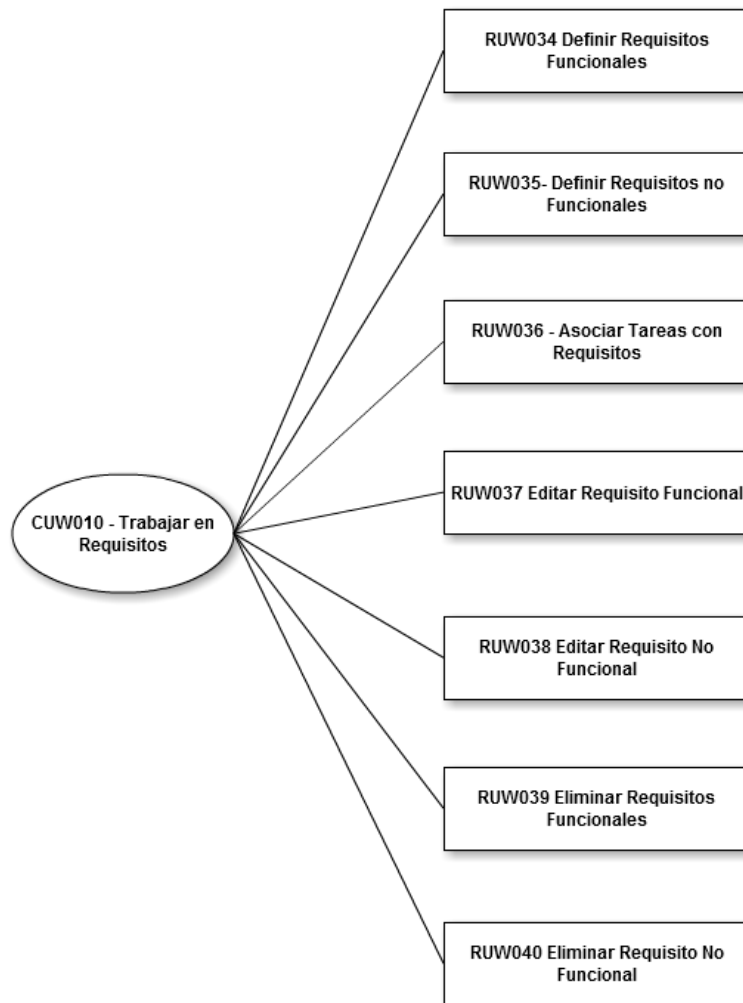 RUW034 Definir Requisitos
Funcionales
RUW035- Definir Requisitos no
Funcionales
RUW036 - Asociar Tareas con
Requisitos
RUW037 Editar Requisito Funcional
CUW010 - Trabajar en
Requisitos
RUW038 Editar Requisito No
Funcional
RUW039 Eliminar Requisitos
Funcionales
RUW040 Eliminar Requisito No
Funcional